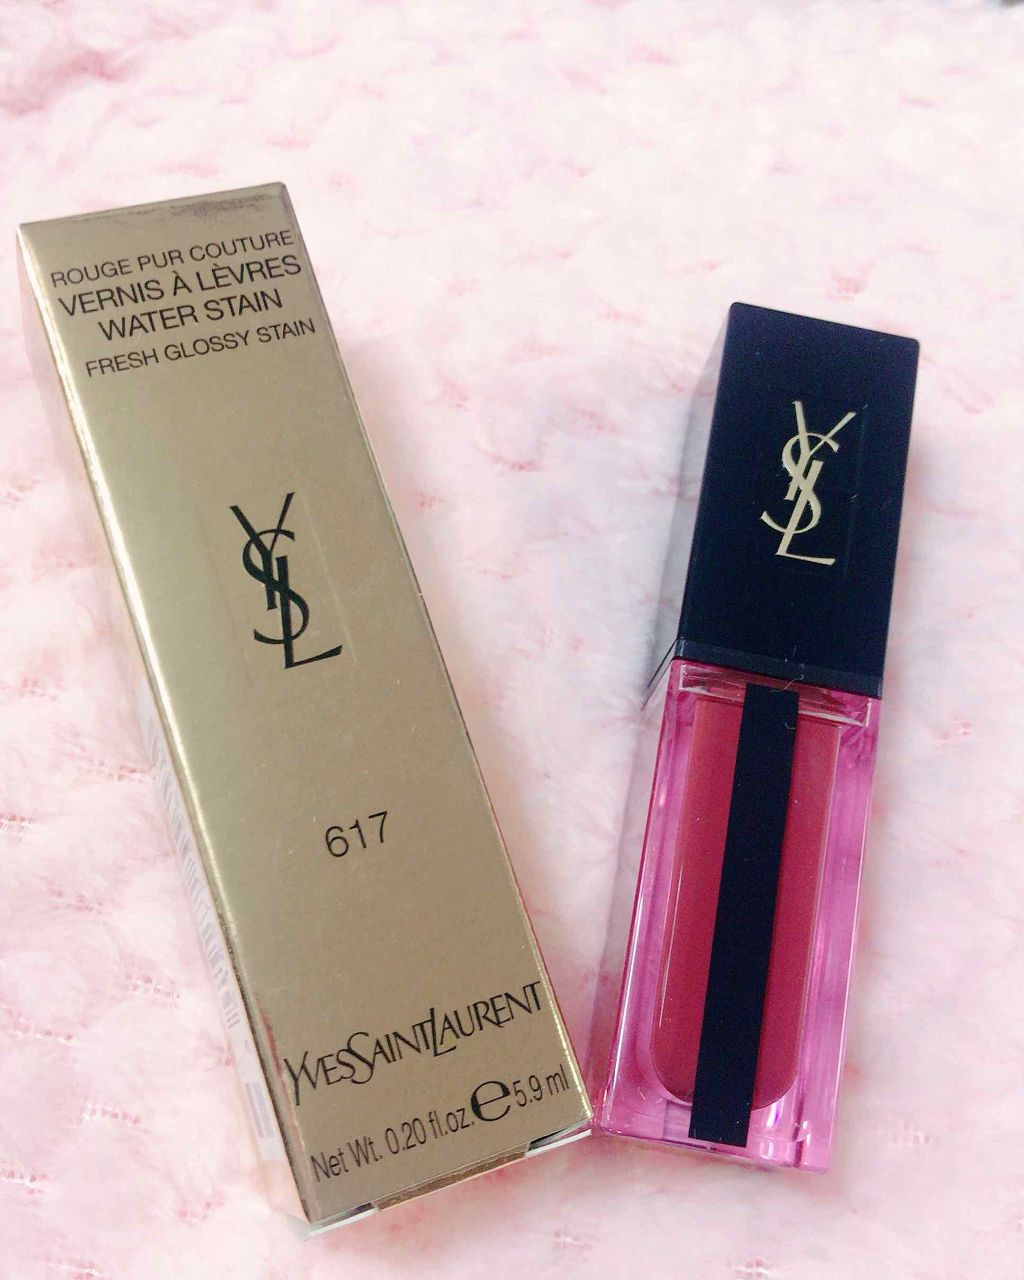 ROUGE PUR COUTURE
VERNIS À LÈVRES
WATER STAIN
FRESH GLOSSY STAIN
YSL
617
YVESSAINTLAURENT
Net Wt. 0.20 fl.oz. e 5.9 ml
YSL